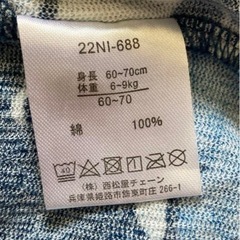 22NI-688
身長 60~70cm
体重 6~9kg
60~70
綿 100%
40
(株)西松屋チェーン
兵庫県姫路市飾東町庄 266-1